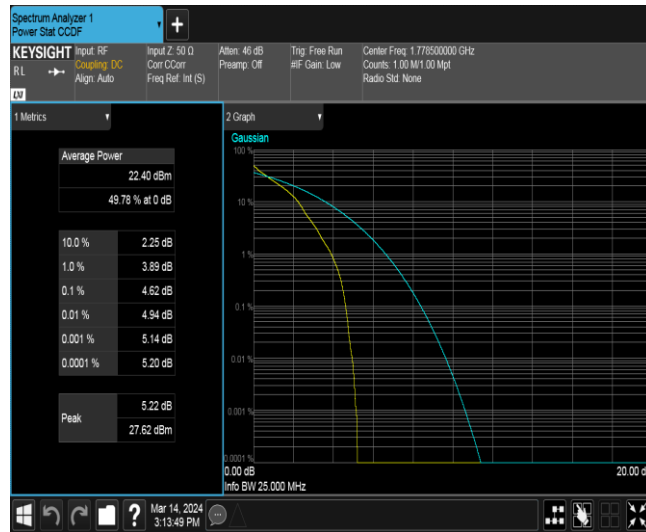 Spectrum Analyzer 1
Power Stat CCDF
+
KEYSIGHT
RL
LXI
Input: RF
Coupling: DC
Align: Auto
Input Z: 50 Ω
Corr CCorr
Freq Ref: Int (S)
Atten: 46 dB
Preamp: Off
Trig: Free Run
#IF Gain: Low
Center Freq: 1.778500000 GHz
Counts: 1.00 M/1.00 Mpt
Radio Std: None
1 Metrics
Average Power
22.40 dBm
49.78 % at 0 dB
10.0 % 2.25 dB
1.0 % 3.89 dB
0.1 % 4.62 dB
0.01 % 4.94 dB
0.001 % 5.14 dB
0.0001 % 5.20 dB
Peak
5.22 dB
27.62 dBm
2 Graph
Gaussian
100 %
10 %
1 %
0.1 %
0.01 %
0.001 %
0.0001 %
0.00 dB
20.00 d
Info BW 25.000 MHz
?
Mar 14, 2024
3:13:49 PM